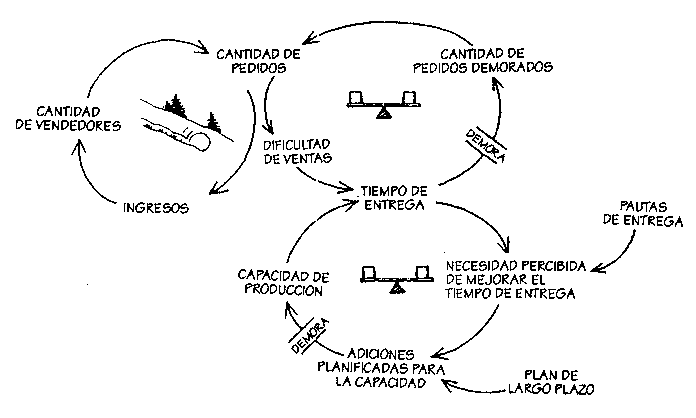 CANTIDAD DE
PEDIDOS
CANTIDAD DE
PEDIDOS DEMORADOS
CANTIDAD
DE VENDEDORES
DIFICULTAD
DE VENTAS
DEMORA
INGRESOS
TIEMPO DE
ENTREGA
PAUTAS
DE ENTREGA
CAPACIDAD DE
PRODUCCION
NECESIDAD PERCIBIDA
DE MEJORAR EL
TIEMPO DE ENTREGA
DEMORA
ADICIONES
PLANIFICADAS PARA
LA CAPACIDAD
PLAN DE
LARGO PLAZO